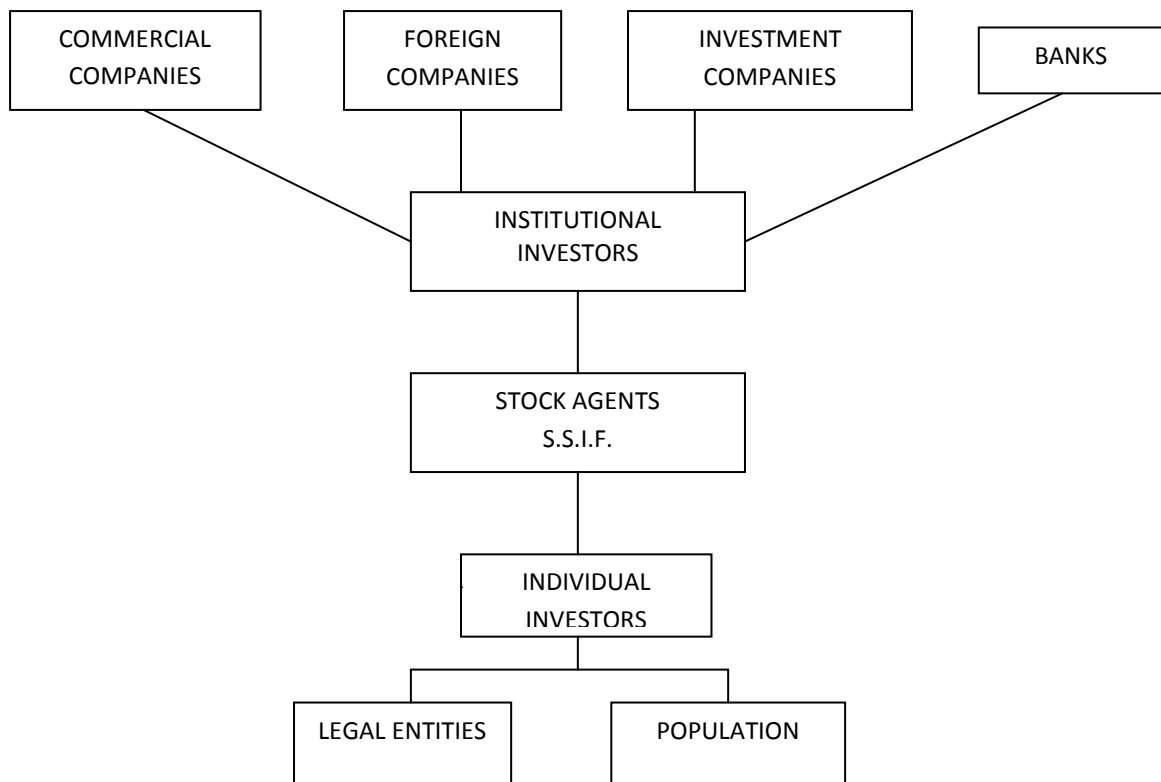 COMMERCIAL
COMPANIES
FOREIGN
COMPANIES
INVESTMENT
COMPANIES
BANKS
INSTITUTIONAL
INVESTORS
STOCK AGENTS
S.S.I.F.
INDIVIDUAL
INVESTORS
LEGAL ENTITIES
POPULATION